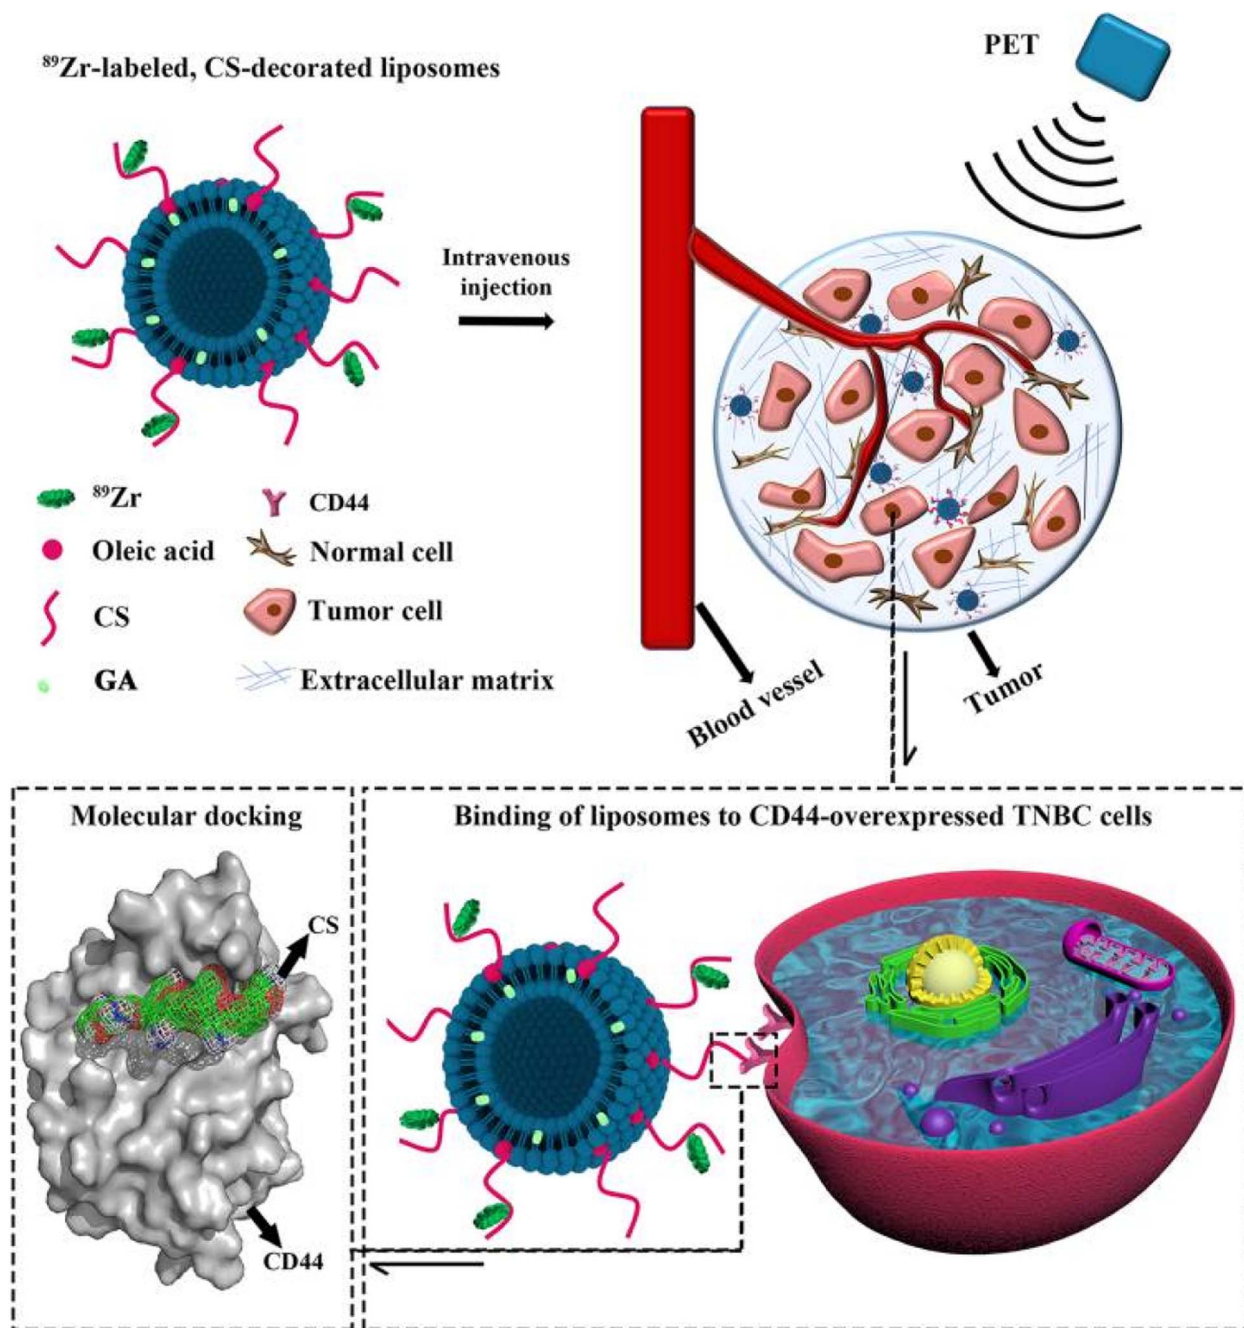 PET
⁸⁹Zr-labeled, CS-decorated liposomes
Intravenous
injection
⁸⁹Zr
CD44
Oleic acid
Normal cell
CS
Tumor cell
GA
Extracellular matrix
Blood vessel
Tumor
Molecular docking
CS
CD44
Binding of liposomes to CD44-overexpressed TNBC cells